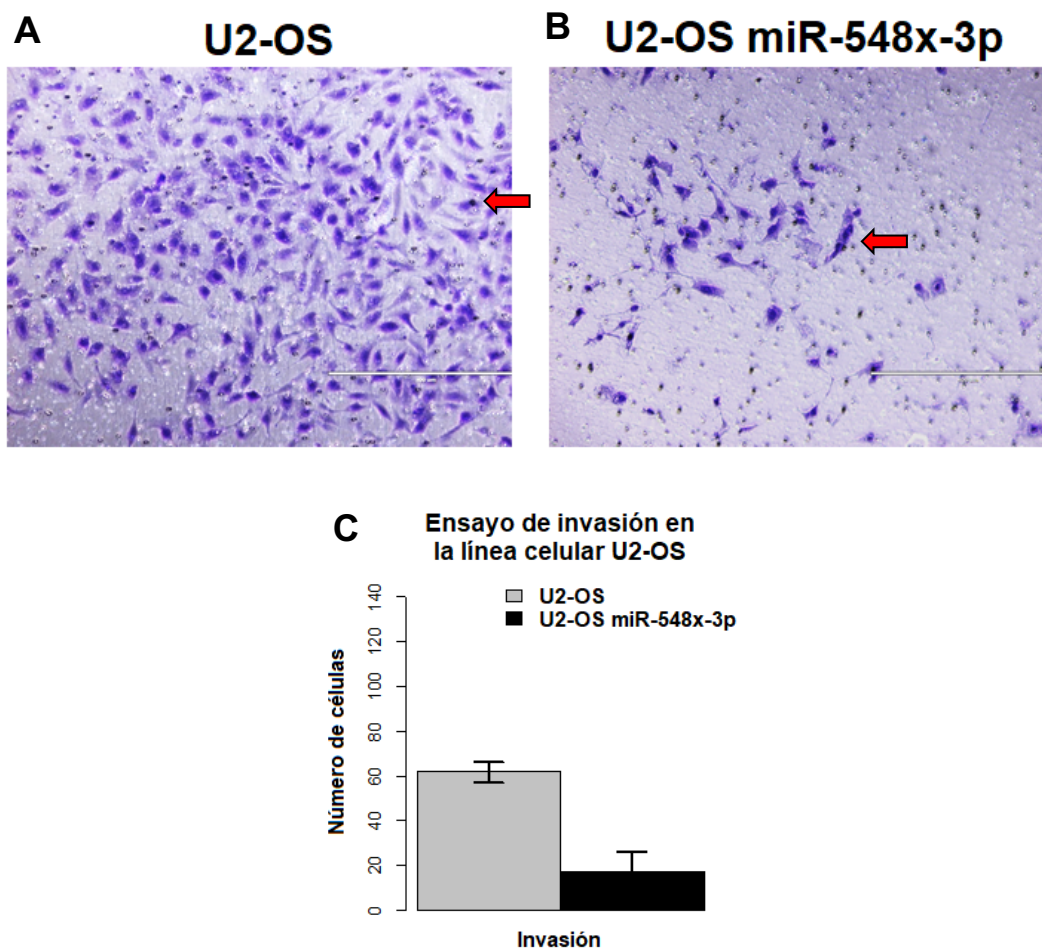 A
U2-OS
B
U2-OS miR-548x-3p
C
Ensayo de invasión en
la línea celular U2-OS
U2-OS
U2-OS miR-548x-3p
Número de células
140
120
100
80
60
40
20
0
Invasión